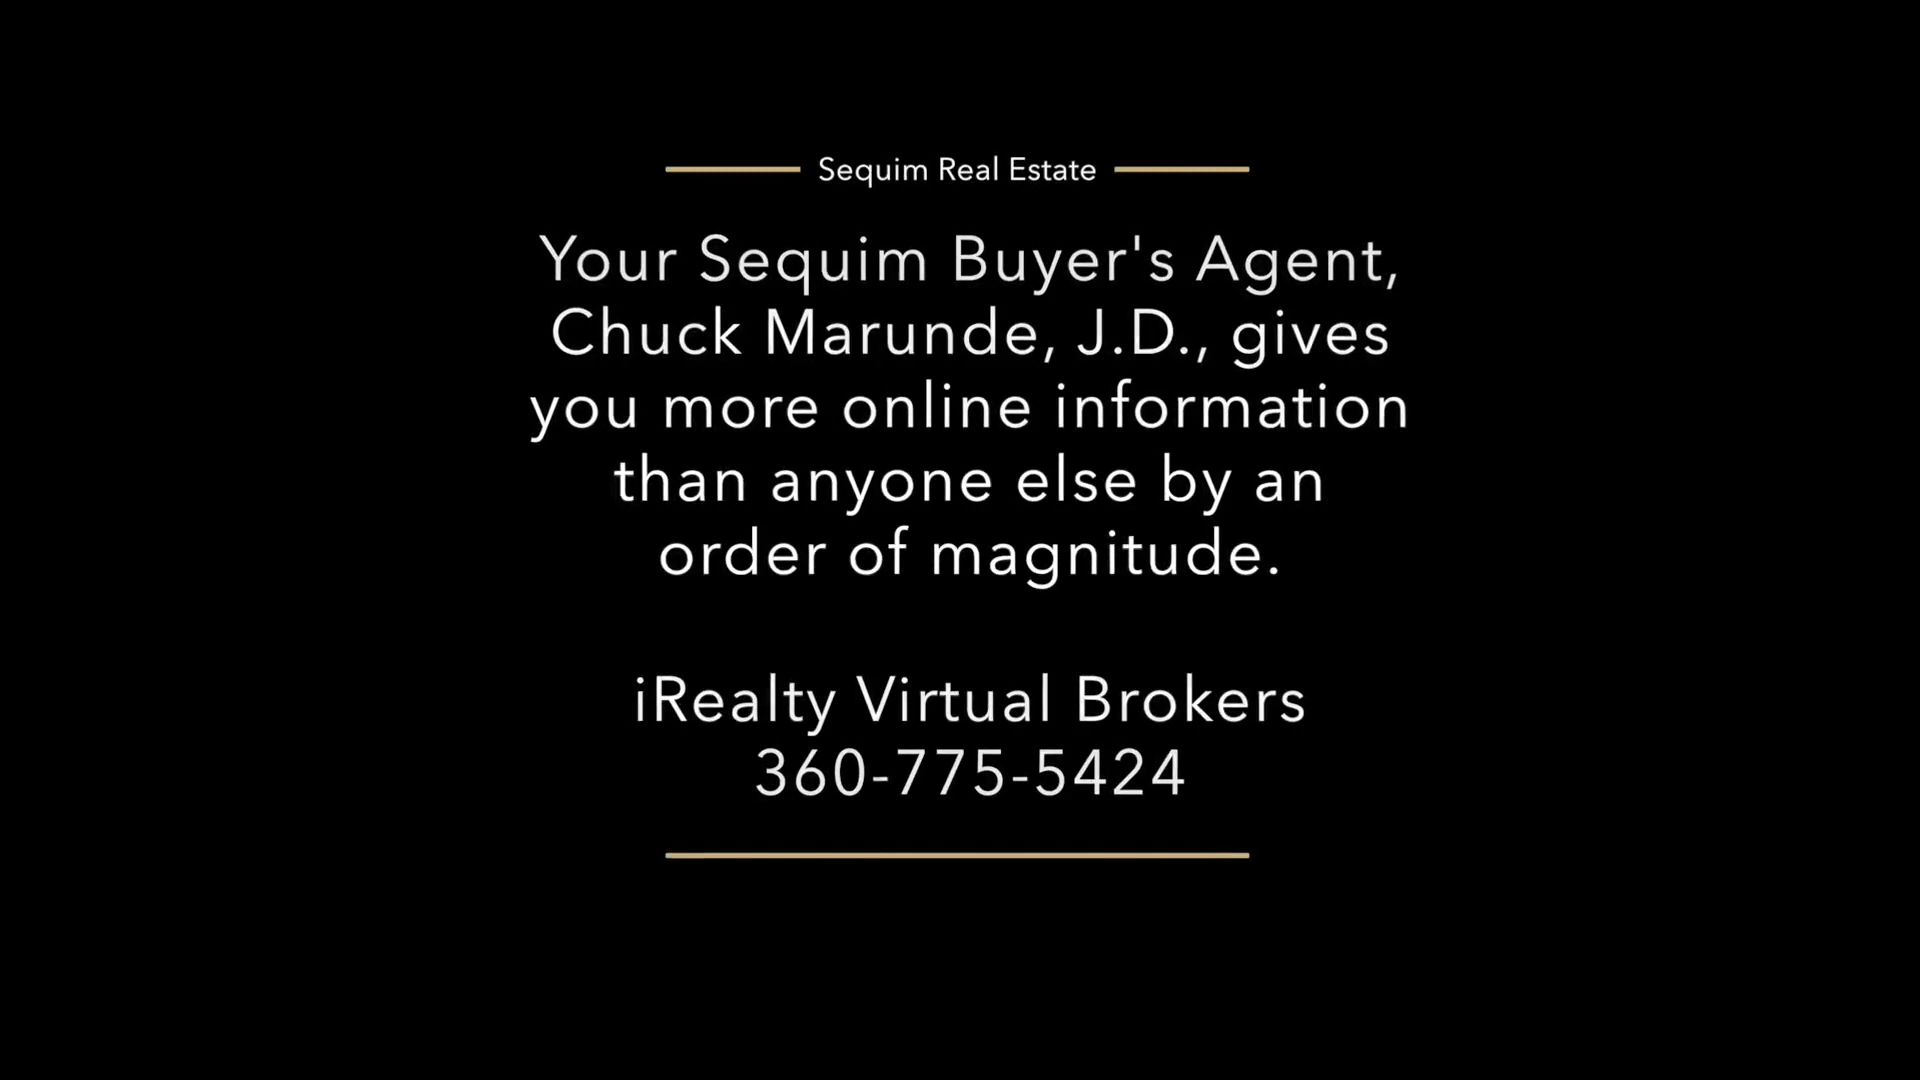 Sequim Real Estate
Your Sequim Buyer's Agent,
Chuck Marunde, J.D., gives
you more online information
than anyone else by an
order of magnitude.
iRealty Virtual Brokers
360-775-5424